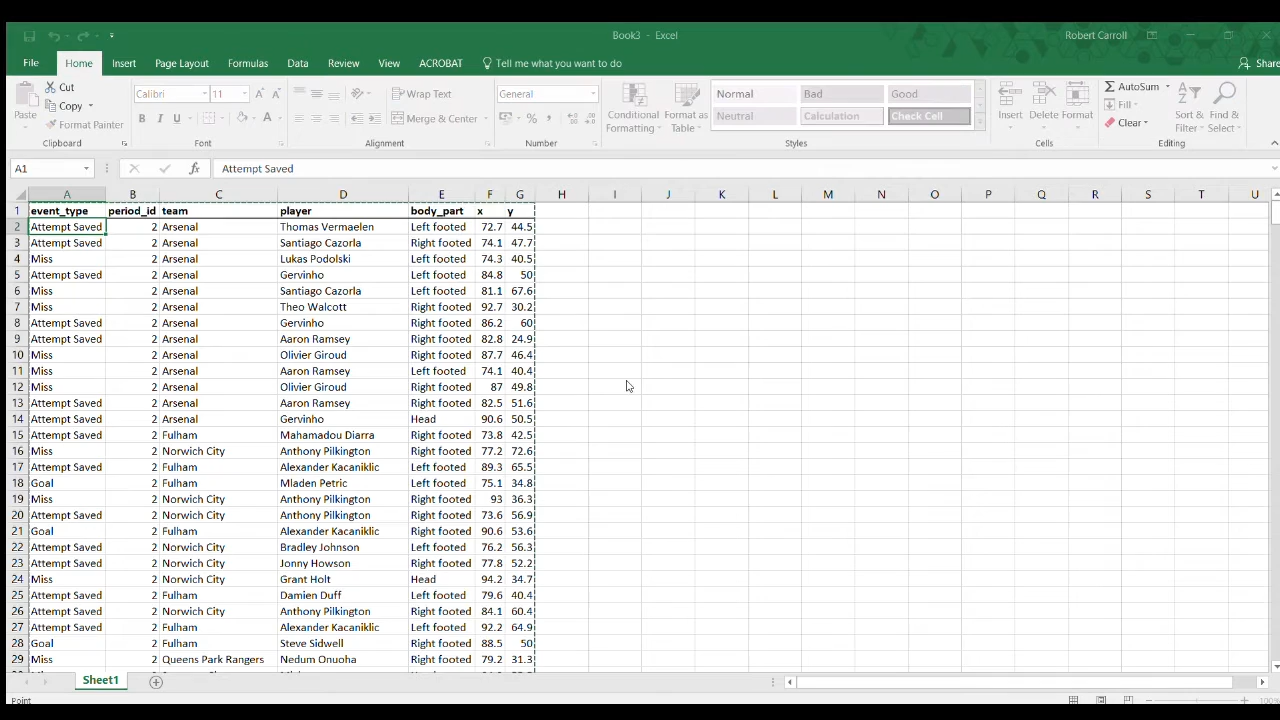 Book3 - Excel
Robert Carroll
File Home Insert Page Layout Formulas Data Review View ACROBAT Tell me what you want to do Share
Cut Calibri 11 Wrap Text General Normal Bad Good AutoSum
Copy Fill
Paste Format Painter Merge & Center Conditional Formatting Format as Table Neutral Calculation Check Cell Insert Delete Format Clear Sort & Filter Find & Select
Clipboard Font Alignment Number Styles Cells Editing
A1 fx Attempt Saved
A B C D E F G H I J K L M N O P Q R S T U
1 event_type period_id team player body_part x y
2 Attempt Saved 2 Arsenal Thomas Vermaelen Left footed 72.7 44.5
3 Attempt Saved 2 Arsenal Santiago Cazorla Right footed 74.1 47.7
4 Miss 2 Arsenal Lukas Podolski Left footed 74.3 40.5
5 Attempt Saved 2 Arsenal Gervinho Left footed 84.8 50
6 Miss 2 Arsenal Santiago Cazorla Left footed 81.1 67.6
7 Miss 2 Arsenal Theo Walcott Right footed 92.7 30.2
8 Attempt Saved 2 Arsenal Gervinho Right footed 86.2 60
9 Attempt Saved 2 Arsenal Aaron Ramsey Right footed 82.8 24.9
10 Miss 2 Arsenal Olivier Giroud Right footed 87.7 46.4
11 Miss 2 Arsenal Aaron Ramsey Left footed 74.1 40.4
12 Miss 2 Arsenal Olivier Giroud Right footed 87 49.8
13 Attempt Saved 2 Arsenal Aaron Ramsey Right footed 82.5 51.6
14 Attempt Saved 2 Arsenal Gervinho Head 90.6 50.5
15 Attempt Saved 2 Fulham Mahamadou Diarra Right footed 73.8 42.5
16 Miss 2 Norwich City Anthony Pilkington Right footed 77.2 72.6
17 Attempt Saved 2 Fulham Alexander Kacaniklic Left footed 89.3 65.5
18 Goal 2 Fulham Mladen Petric Left footed 75.1 34.8
19 Miss 2 Norwich City Anthony Pilkington Right footed 93 36.3
20 Attempt Saved 2 Norwich City Anthony Pilkington Right footed 73.6 56.9
21 Goal 2 Fulham Alexander Kacaniklic Right footed 90.6 53.6
22 Attempt Saved 2 Norwich City Bradley Johnson Left footed 76.2 56.3
23 Attempt Saved 2 Norwich City Jonny Howson Right footed 77.8 52.2
24 Miss 2 Norwich City Grant Holt Head 94.2 34.7
25 Attempt Saved 2 Fulham Damien Duff Left footed 79.6 40.4
26 Attempt Saved 2 Norwich City Anthony Pilkington Right footed 84.1 60.4
27 Attempt Saved 2 Fulham Alexander Kacaniklic Left footed 92.2 64.9
28 Goal 2 Fulham Steve Sidwell Right footed 88.5 50
29 Miss 2 Queens Park Rangers Nedum Onuoha Right footed 79.2 31.3
Sheet1
Point 100%